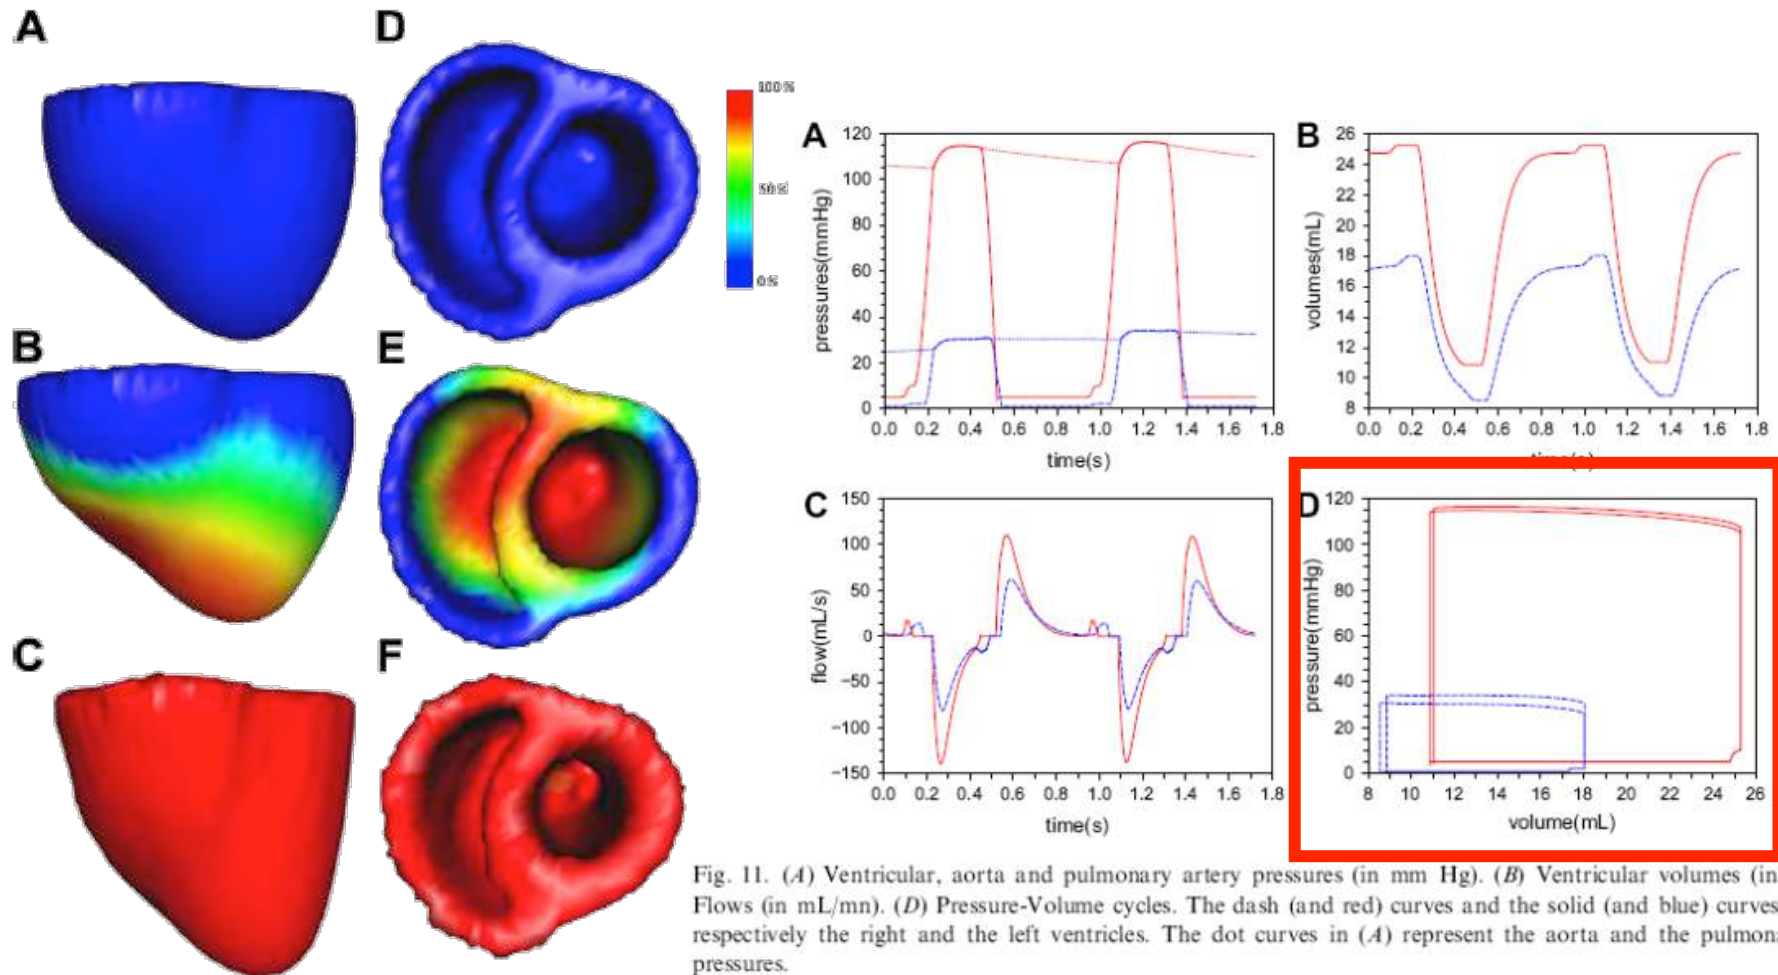 A
D
100%
50%
0%
B
E
C
F
A
120
100
80
60
40
20
0
pressures(mmHg)
0.0 0.2 0.4 0.6 0.8 1.0 1.2 1.4 1.6 1.8
time(s)
B
26
24
22
20
18
16
14
12
10
8
volumes(mL)
0.0 0.2 0.4 0.6 0.8 1.0 1.2 1.4 1.6 1.8
time(s)
C
150
100
50
0
−50
−100
−150
flow(mL/s)
0.0 0.2 0.4 0.6 0.8 1.0 1.2 1.4 1.6 1.8
time(s)
D
120
100
80
60
40
20
0
pressure(mmHg)
8 10 12 14 16 18 20 22 24 26
volume(mL)
Fig. 11. (A) Ventricular, aorta and pulmonary artery pressures (in mm Hg). (B) Ventricular volumes (in
Flows (in mL/mn). (D) Pressure-Volume cycles. The dash (and red) curves and the solid (and blue) curves
respectively the right and the left ventricles. The dot curves in (A) represent the aorta and the pulmon
pressures.